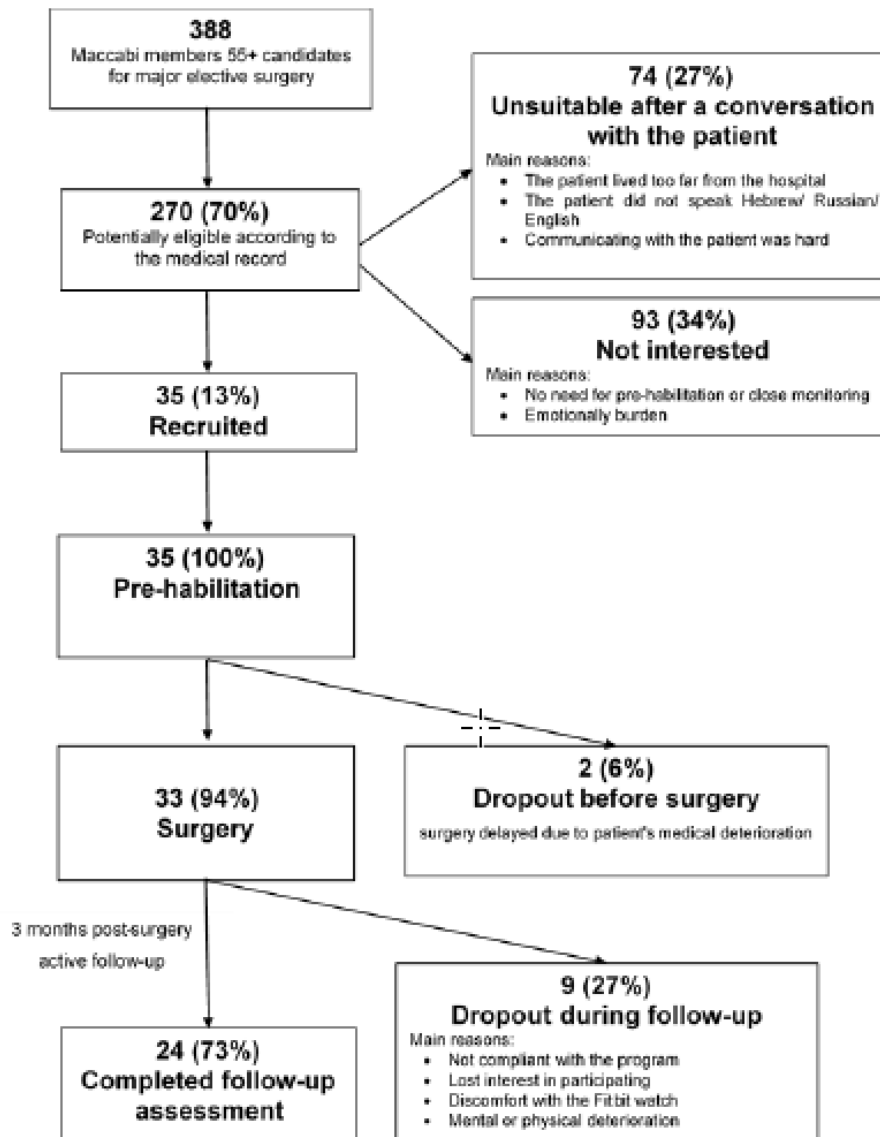 388
Maccabi members 55+ candidates
for major elective surgery
74 (27%)
Unsuitable after a conversation
with the patient
Main reasons:
• The patient lived too far from the hospital
• The patient did not speak Hebrew/ Russian/
English
• Communicating with the patient was hard
270 (70%)
Potentially eligible according to
the medical record
93 (34%)
Not interested
Main reasons:
• No need for pre-habilitation or close monitoring
• Emotionally burden
35 (13%)
Recruited
35 (100%)
Pre-habilitation
33 (94%)
Surgery
2 (6%)
Dropout before surgery
surgery delayed due to patient's medical deterioration
3 months post-surgery
active follow-up
9 (27%)
Dropout during follow-up
Main reasons:
• Not compliant with the program
• Lost interest in participating
• Discomfort with the Fitbit watch
• Mental or physical deterioration
24 (73%)
Completed follow-up
assessment